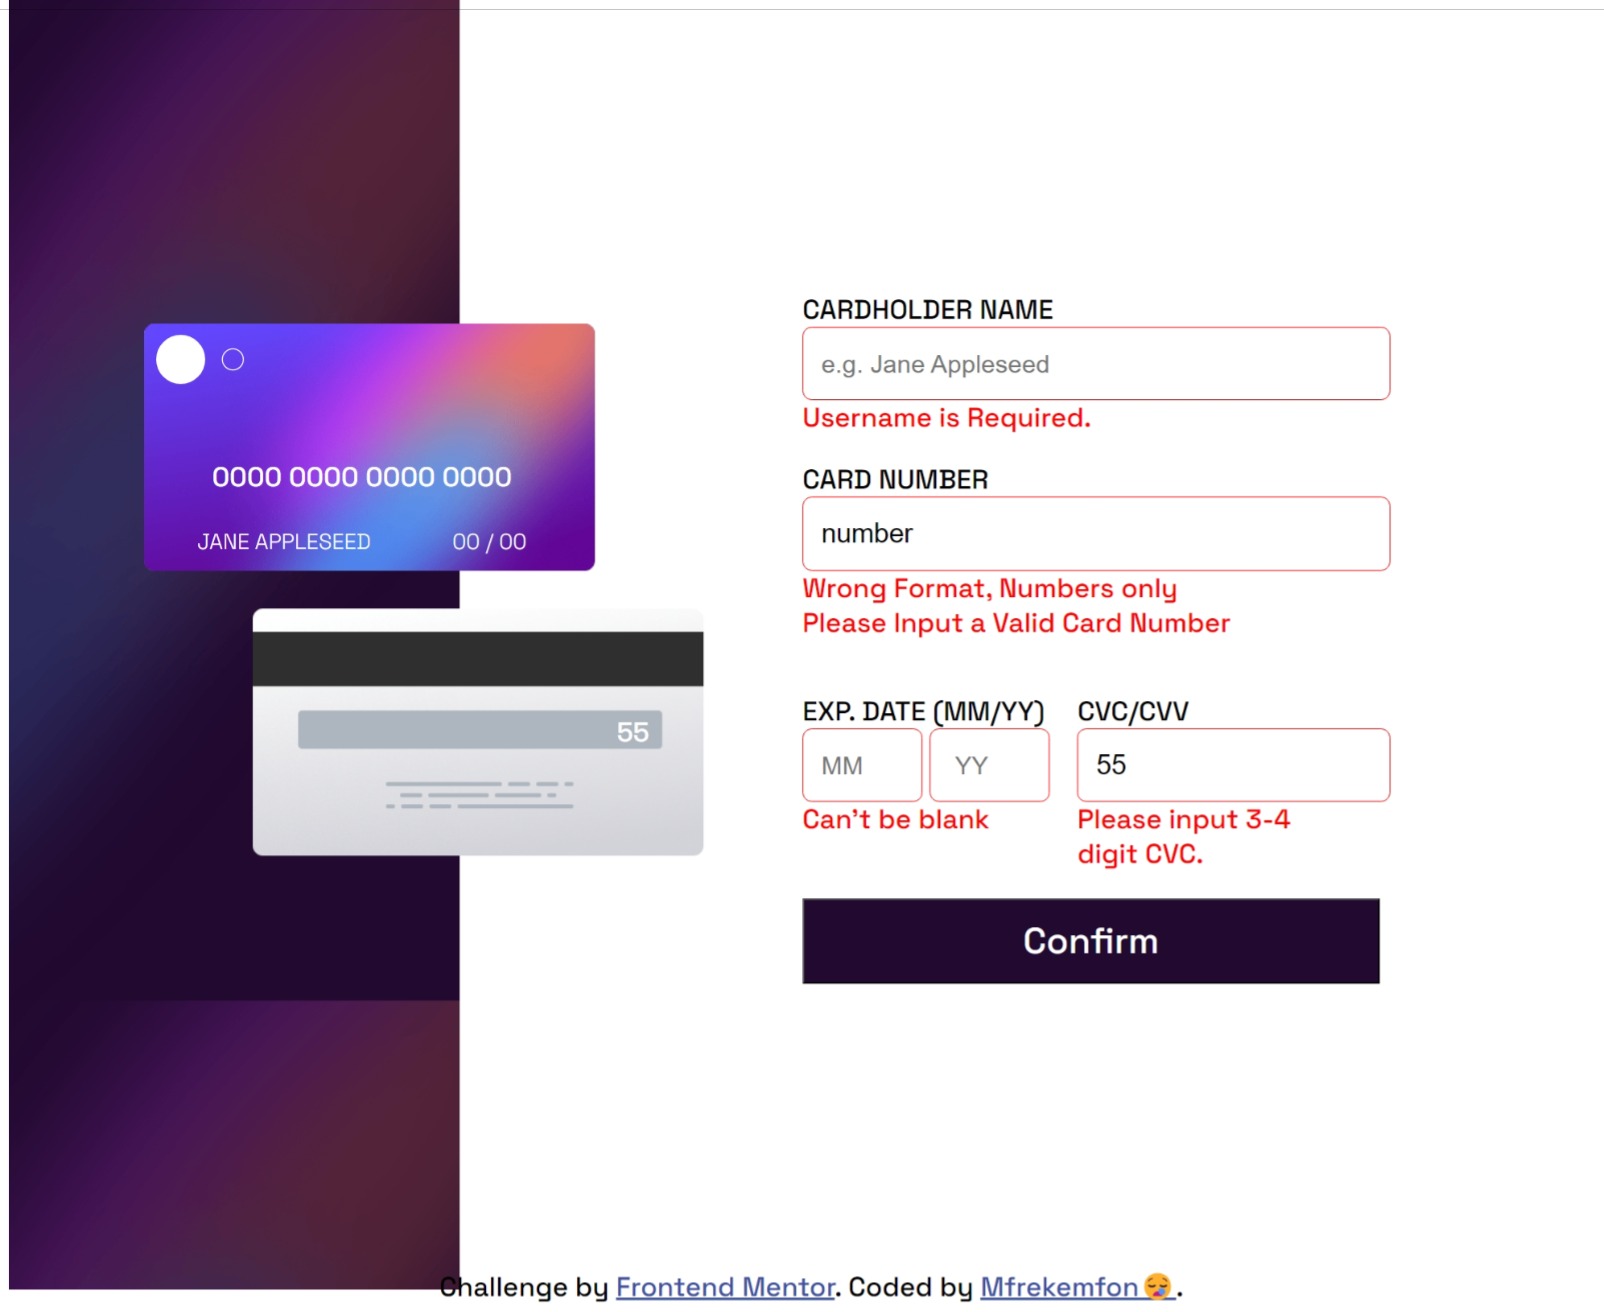 0000 0000 0000 0000
JANE APPLESEED 00 / 00
55
CARDHOLDER NAME
e.g. Jane Appleseed
Username is Required.
CARD NUMBER
number
Wrong Format, Numbers only
Please Input a Valid Card Number
EXP. DATE (MM/YY) CVC/CVV
MM YY 55
Can't be blank
Please input 3-4
digit CVC.
Confirm
Challenge by Frontend Mentor. Coded by Mfrekemfon😪.